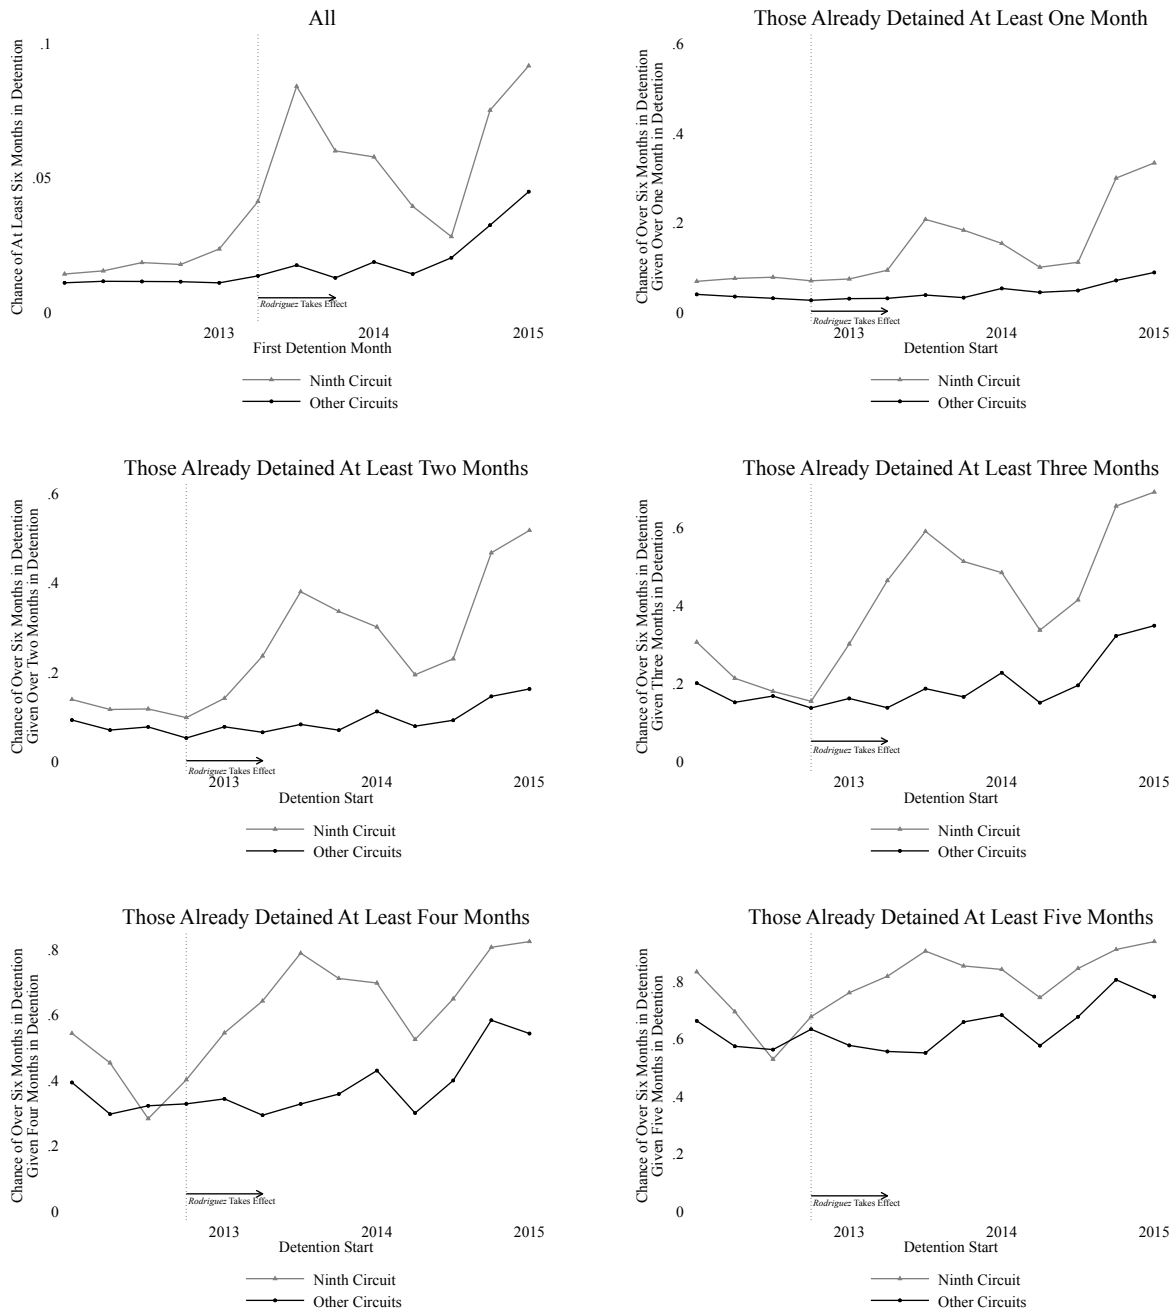 All
Chance of At Least Six Months in Detention
.1
.05
0
Rodriguez Takes Effect
2013
2014
2015
First Detention Month
Ninth Circuit
Other Circuits
Those Already Detained At Least One Month
Chance of Over Six Months in Detention
Given Over One Month in Detention
.6
.4
.2
0
Rodriguez Takes Effect
2013
2014
2015
Detention Start
Ninth Circuit
Other Circuits
Those Already Detained At Least Two Months
Chance of Over Six Months in Detention
Given Over Two Months in Detention
.6
.4
.2
0
Rodriguez Takes Effect
2013
2014
2015
Detention Start
Ninth Circuit
Other Circuits
Those Already Detained At Least Three Months
Chance of Over Six Months in Detention
Given Three Months in Detention
.6
.4
.2
0
Rodriguez Takes Effect
2013
2014
2015
Detention Start
Ninth Circuit
Other Circuits
Those Already Detained At Least Four Months
Chance of Over Six Months in Detention
Given Four Months in Detention
.8
.6
.4
.2
0
Rodriguez Takes Effect
2013
2014
2015
Detention Start
Ninth Circuit
Other Circuits
Those Already Detained At Least Five Months
Chance of Over Six Months in Detention
Given Five Months in Detention
.8
.6
.4
.2
0
Rodriguez Takes Effect
2013
2014
2015
Detention Start
Ninth Circuit
Other Circuits